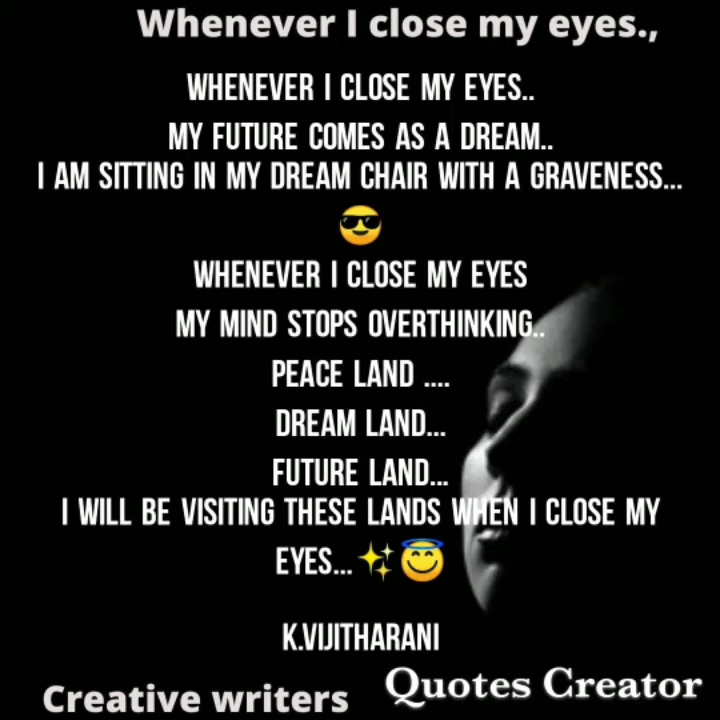 Whenever I close my eyes.,
WHENEVER I CLOSE MY EYES..
MY FUTURE COMES AS A DREAM..
I AM SITTING IN MY DREAM CHAIR WITH A GRAVENESS...
😎
WHENEVER I CLOSE MY EYES
MY MIND STOPS OVERTHINKING..
PEACE LAND ....
DREAM LAND...
FUTURE LAND...
I WILL BE VISITING THESE LANDS WHEN I CLOSE MY
EYES... ✨😇
K.VIJITHARANI
Creative writers Quotes Creator